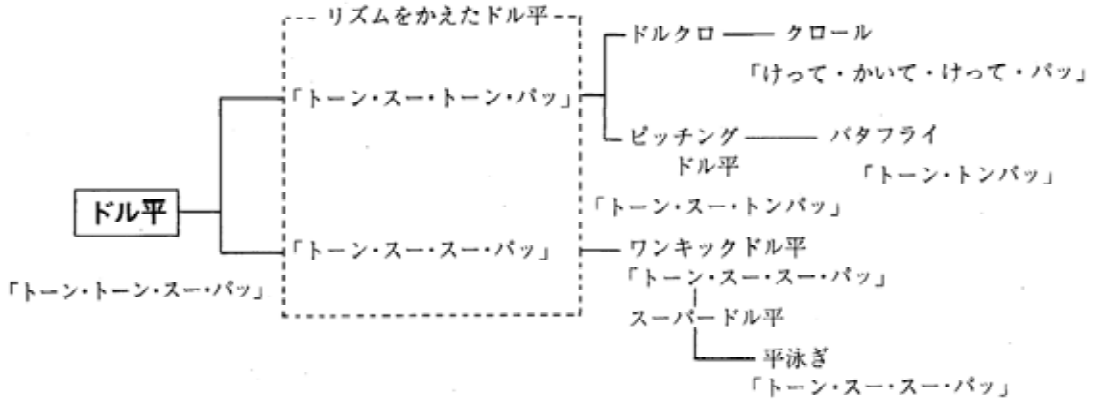 リズムをかえたドル平
ドルクロ
クロール
「けって・かいて・けって・パッ」
「トーン・スー・トーン・パッ」
ピッチング
ドル平
バタフライ
「トーン・トンパッ」
「トーン・スー・トンパッ」
ドル平
「トーン・トーン・スー・パッ」
「トーン・スー・スー・パッ」
ワンキックドル平
「トーン・スー・スー・パッ」
スーパードル平
平泳ぎ
「トーン・スー・スー・パッ」